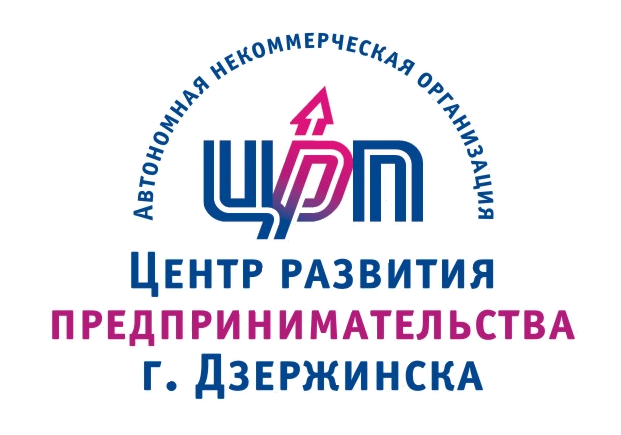 Автономная некоммерческая организация
ЦРП
Центр развития
предпринимательства
г. Дзержинска